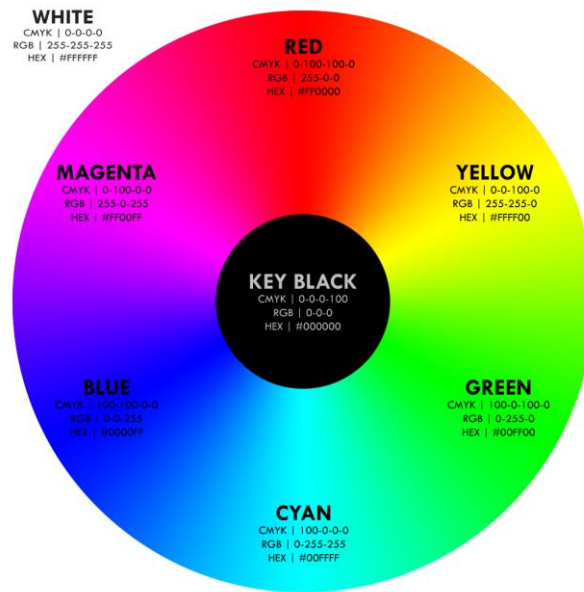 WHITE
CMYK | 0-0-0-0
RGB | 255-255-255
HEX | #FFFFFF
RED
CMYK | 0-100-100-0
RGB | 255-0-0
HEX | #FF0000
MAGENTA
CMYK | 0-100-0-0
RGB | 255-0-255
HEX | #FF00FF
YELLOW
CMYK | 0-0-100-0
RGB | 255-255-0
HEX | #FFFF00
KEY BLACK
CMYK | 0-0-0-100
RGB | 0-0-0
HEX | #000000
BLUE
CMYK | 100-100-0-0
RGB | 0-0-255
HEX | #0000FF
GREEN
CMYK | 100-0-100-0
RGB | 0-255-0
HEX | #00FF00
CYAN
CMYK | 100-0-0-0
RGB | 0-255-255
HEX | #00FFFF